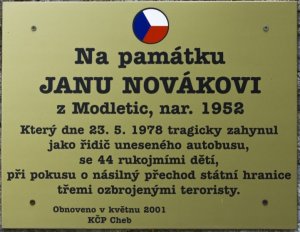 Na památku
JANU NOVÁKOVI
z Modletic, nar. 1952
Který dne 23. 5. 1978 tragicky zahynul
jako řidič uneseného autobusu,
se 44 rukojmími dětí,
při pokusu o násilný přechod státní hranice
třemi ozbrojenými teroristy.
Obnoveno v květnu 2001
KČP Cheb